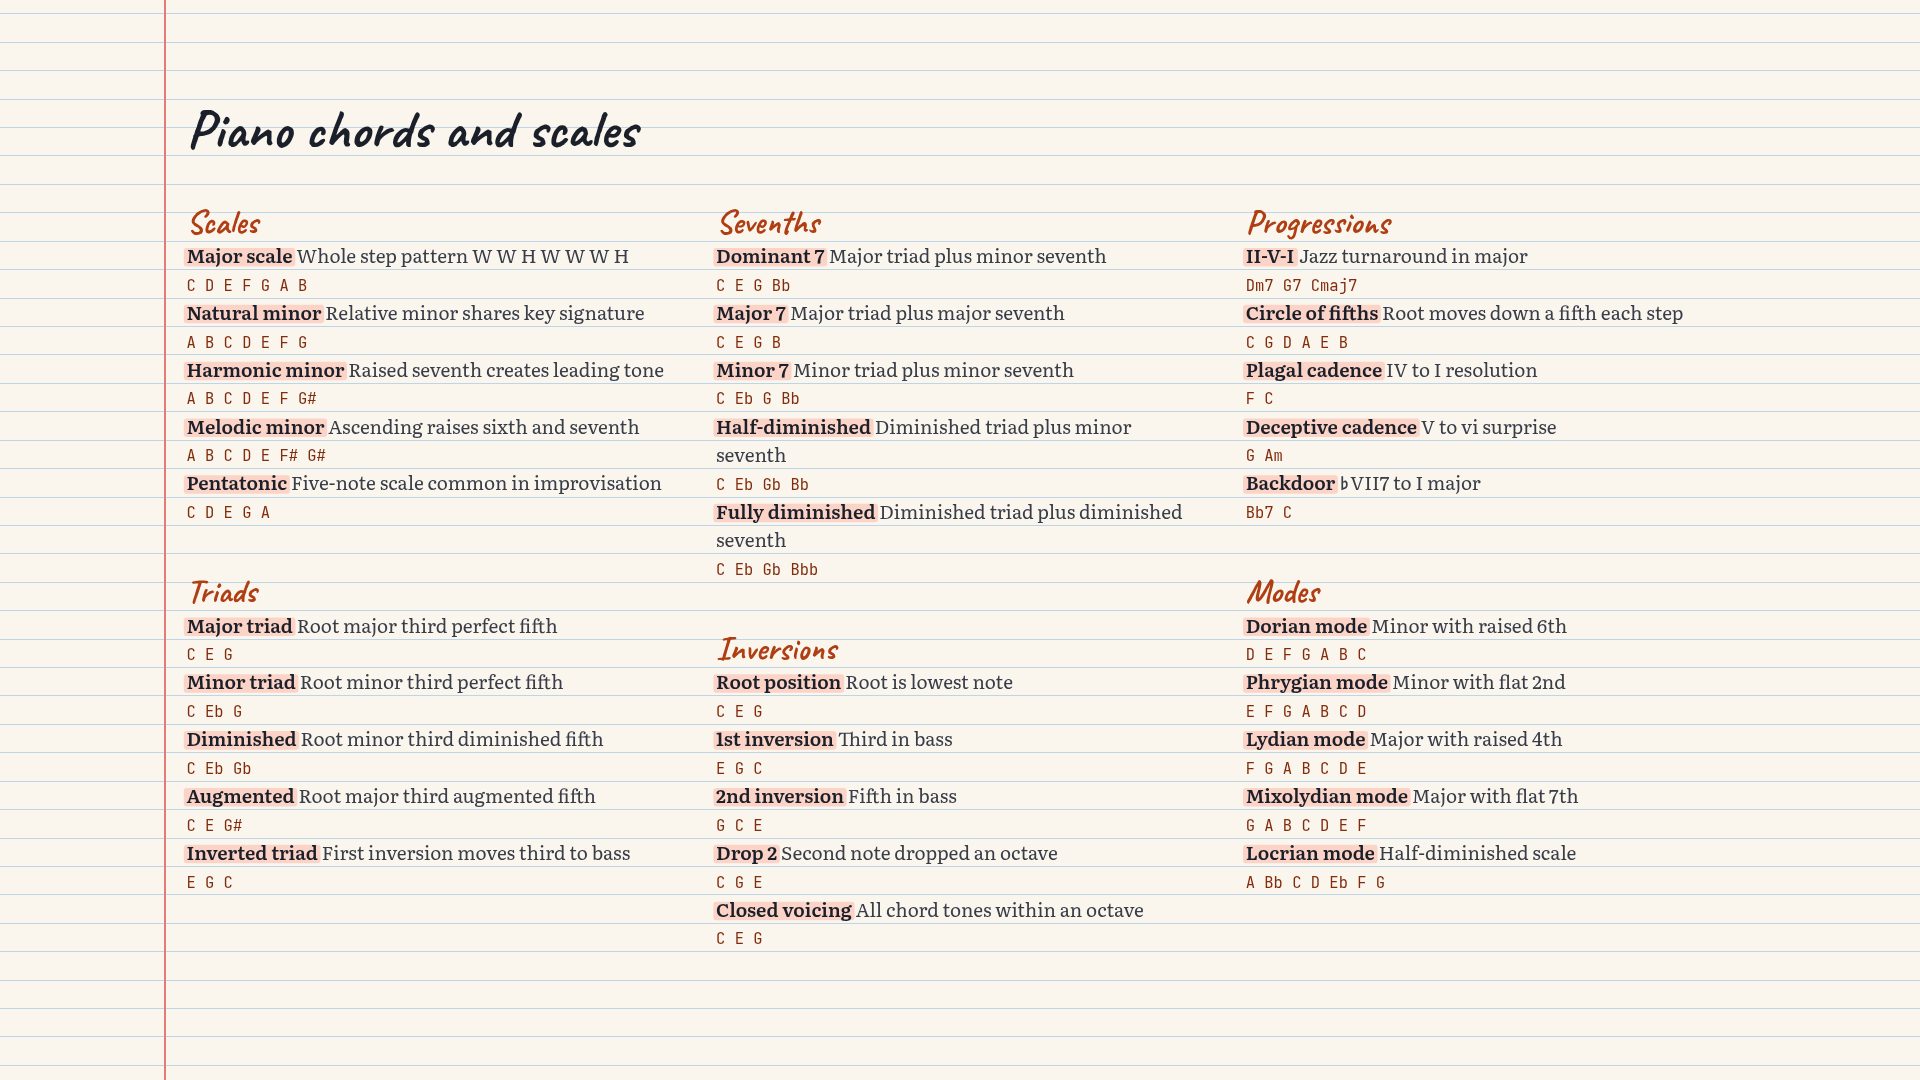 Piano chords and scales
Scales
Major scale Whole step pattern W W H W W W H
C D E F G A B
Natural minor Relative minor shares key signature
A B C D E F G
Harmonic minor Raised seventh creates leading tone
A B C D E F G#
Melodic minor Ascending raises sixth and seventh
A B C D E F# G#
Pentatonic Five-note scale common in improvisation
C D E G A
Triads
Major triad Root major third perfect fifth
C E G
Minor triad Root minor third perfect fifth
C Eb G
Diminished Root minor third diminished fifth
C Eb Gb
Augmented Root major third augmented fifth
C E G#
Inverted triad First inversion moves third to bass
E G C
Sevenths
Dominant 7 Major triad plus minor seventh
C E G Bb
Major 7 Major triad plus major seventh
C E G B
Minor 7 Minor triad plus minor seventh
C Eb G Bb
Half-diminished Diminished triad plus minor
seventh
C Eb Gb Bb
Fully diminished Diminished triad plus diminished
seventh
C Eb Gb Bbb
Inversions
Root position Root is lowest note
C E G
1st inversion Third in bass
E G C
2nd inversion Fifth in bass
G C E
Drop 2 Second note dropped an octave
C G E
Closed voicing All chord tones within an octave
C E G
Progressions
II-V-I Jazz turnaround in major
Dm7 G7 Cmaj7
Circle of fifths Root moves down a fifth each step
C G D A E B
Plagal cadence IV to I resolution
F C
Deceptive cadence V to vi surprise
G Am
Backdoor ♭VII7 to I major
Bb7 C
Modes
Dorian mode Minor with raised 6th
D E F G A B C
Phrygian mode Minor with flat 2nd
E F G A B C D
Lydian mode Major with raised 4th
F G A B C D E
Mixolydian mode Major with flat 7th
G A B C D E F
Locrian mode Half-diminished scale
A Bb C D Eb F G